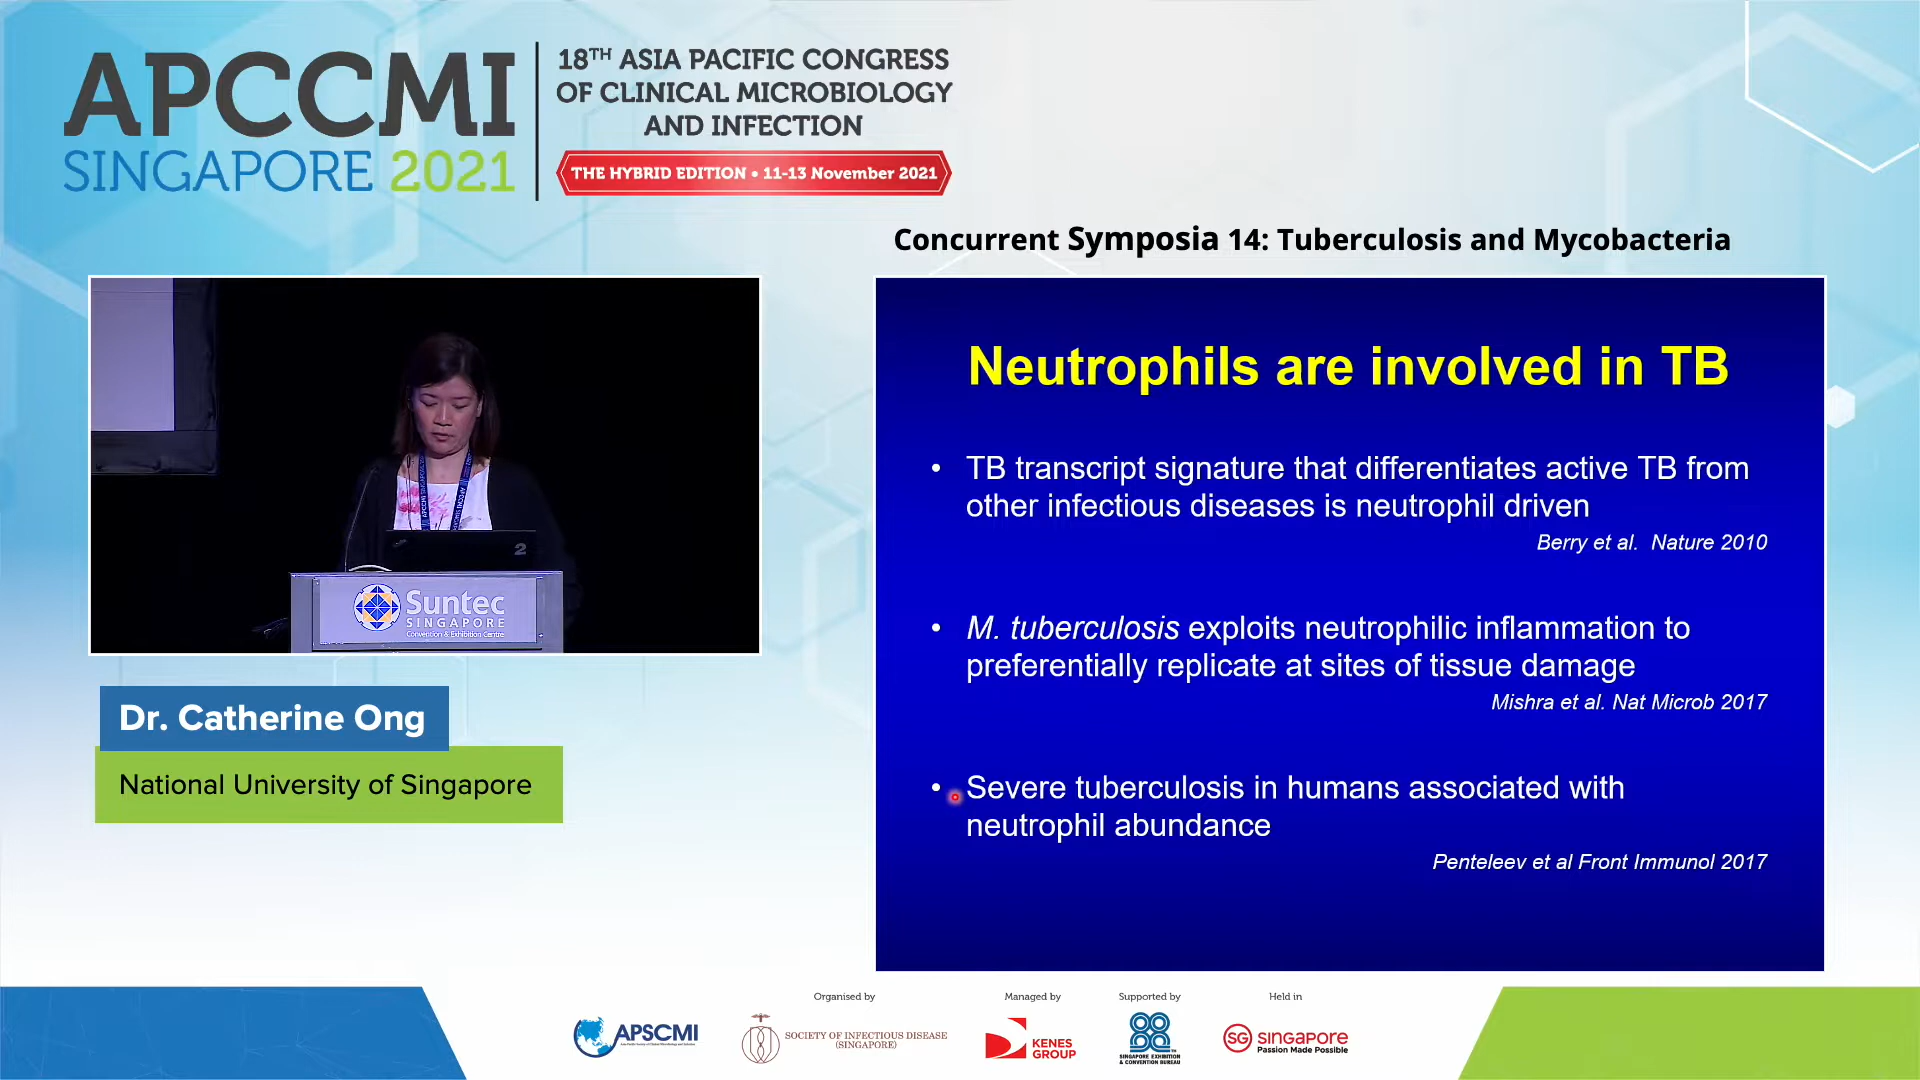 APCCMI
SINGAPORE 2021
18TH ASIA PACIFIC CONGRESS
OF CLINICAL MICROBIOLOGY
AND INFECTION
THE HYBRID EDITION • 11-13 November 2021
Concurrent Symposia 14: Tuberculosis and Mycobacteria
2
Suntec
SINGAPORE
Convention & Exhibition Centre
Dr. Catherine Ong
National University of Singapore
Neutrophils are involved in TB
• TB transcript signature that differentiates active TB from
other infectious diseases is neutrophil driven
Berry et al. Nature 2010
• M. tuberculosis exploits neutrophilic inflammation to
preferentially replicate at sites of tissue damage
Mishra et al. Nat Microb 2017
• Severe tuberculosis in humans associated with
neutrophil abundance
Penteleev et al Front Immunol 2017
Organised by
APSCMI
SOCIETY OF INFECTIOUS DISEASE
(SINGAPORE)
Managed by
KENES
GROUP
Supported by
SINGAPORE EXHIBITION
& CONVENTION BUREAU
Held in
SG SINGAPORE
Passion Made Possible